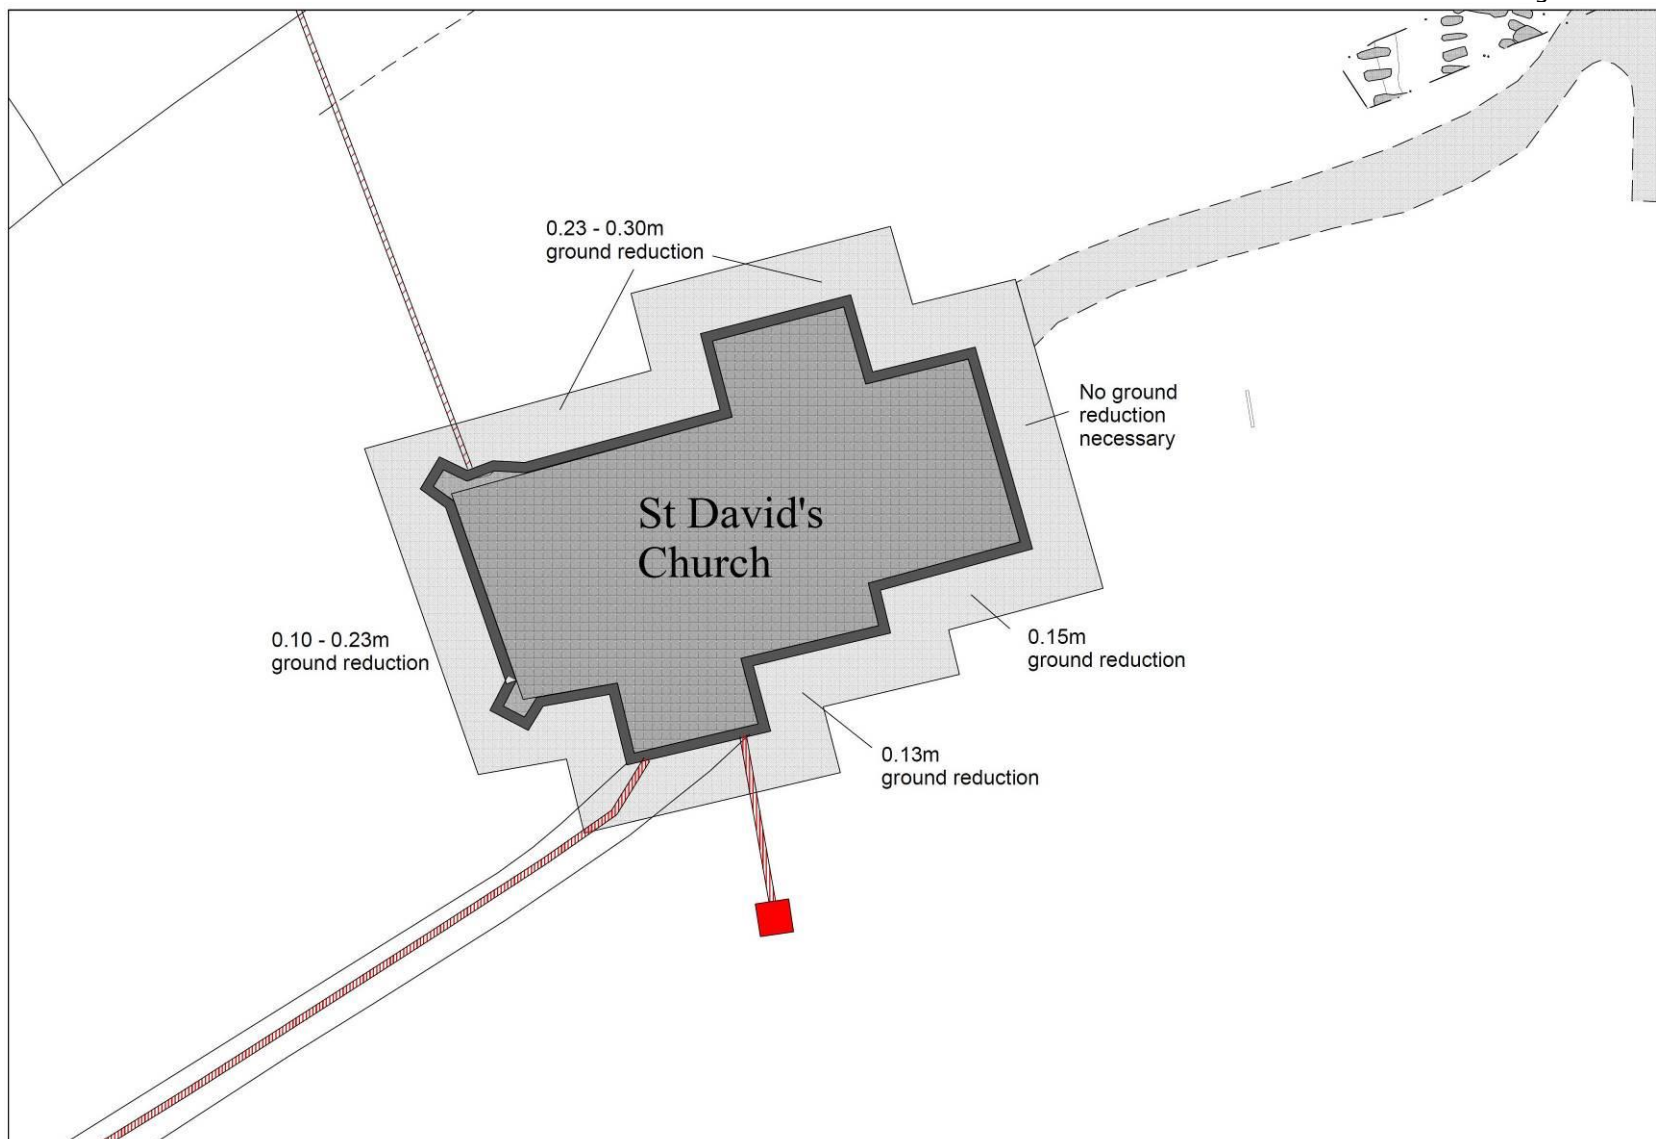 0.23 - 0.30m
ground reduction
No ground
reduction
necessary
St David's
Church
0.10 - 0.23m
ground reduction
0.15m
ground reduction
0.13m
ground reduction